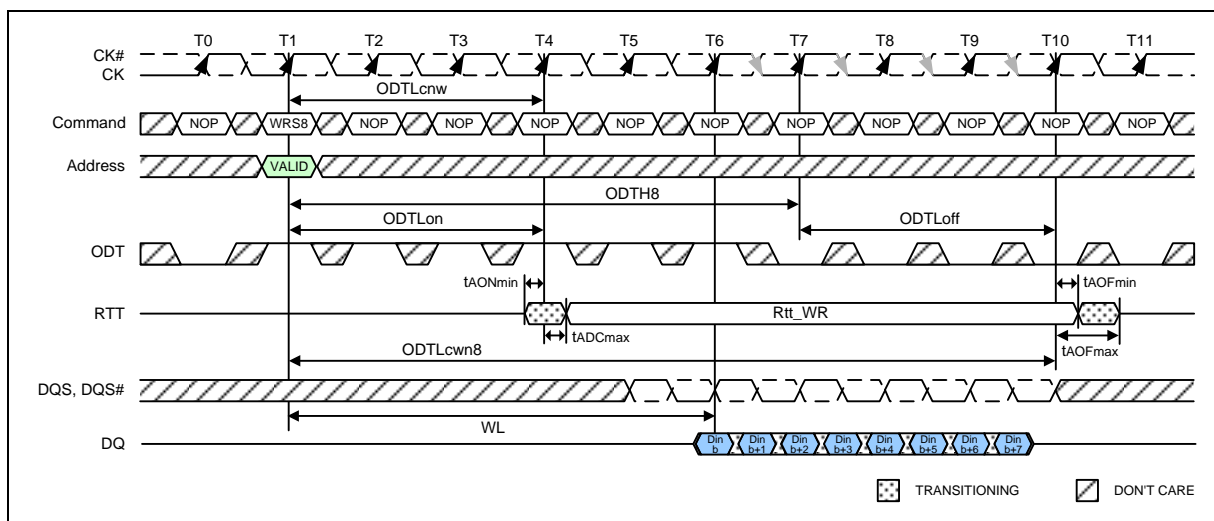 T0 T1 T2 T3 T4 T5 T6 T7 T8 T9 T10 T11
CK#
CK
ODTLcnw
Command NOP WRS8 NOP NOP WRS4 NOP NOP NOP NOP NOP NOP NOP
Address VALID
ODTH8
ODTLon ODTLoff
ODT
tAONmin tAOFmin
RTT Rtt_WR
tADCmax
ODTLcwn8 tAOFmax
DQS, DQS#
WL
DQ Din b Din b+1 Din b+2 Din b+3 Din b+4 Din b+5 Din b+6 Din b+7
TRANSITIONING DON'T CARE